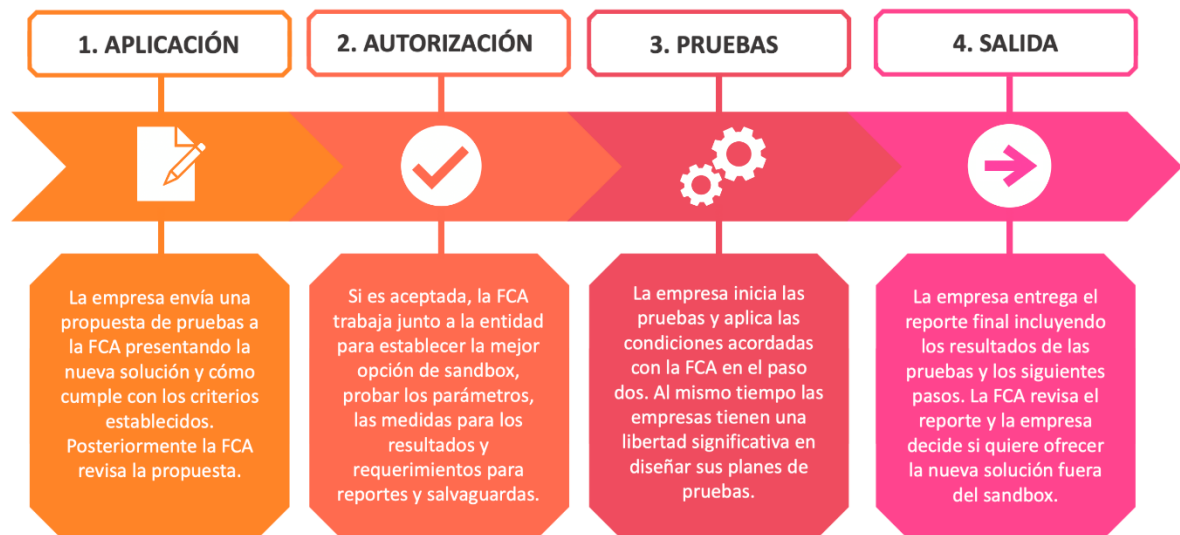 1. APLICACIÓN
2. AUTORIZACIÓN
3. PRUEBAS
4. SALIDA
La empresa envía una
propuesta de pruebas a
la FCA presentando la
nueva solución y cómo
cumple con los criterios
establecidos.
Posteriormente la FCA
revisa la propuesta.
Si es aceptada, la FCA
trabaja junto a la entidad
para establecer la mejor
opción de sandbox,
probar los parámetros,
las medidas para los
resultados y
requerimientos para
reportes y salvaguardas.
La empresa inicia las
pruebas y aplica las
condiciones acordadas
con la FCA en el paso
dos. Al mismo tiempo las
empresas tienen una
libertad significativa en
diseñar sus planes de
pruebas.
La empresa entrega el
reporte final incluyendo
los resultados de las
pruebas y los siguientes
pasos. La FCA revisa el
reporte y la empresa
decide si quiere ofrecer
la nueva solución fuera
del sandbox.